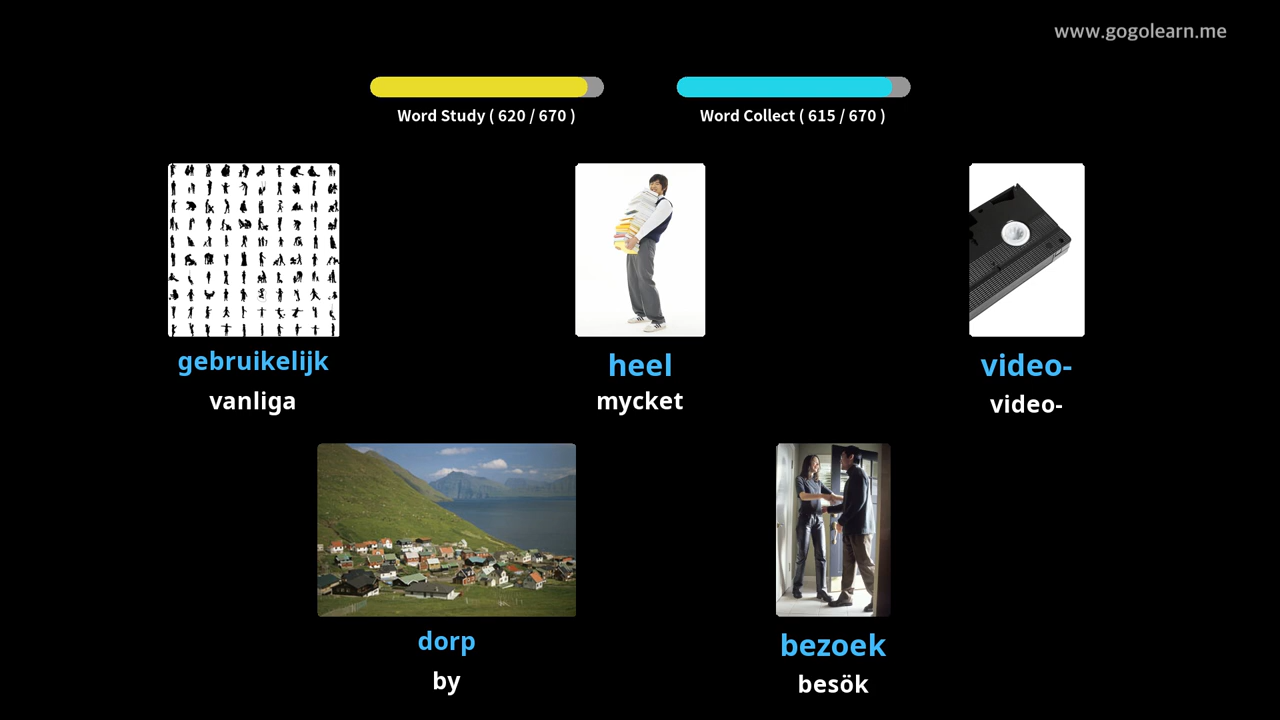 www.gogolearn.me
Word Study ( 620 / 670 )
Word Collect ( 615 / 670 )
gebruikelijk
vanliga
heel
mycket
video-
video-
dorp
by
bezoek
besök